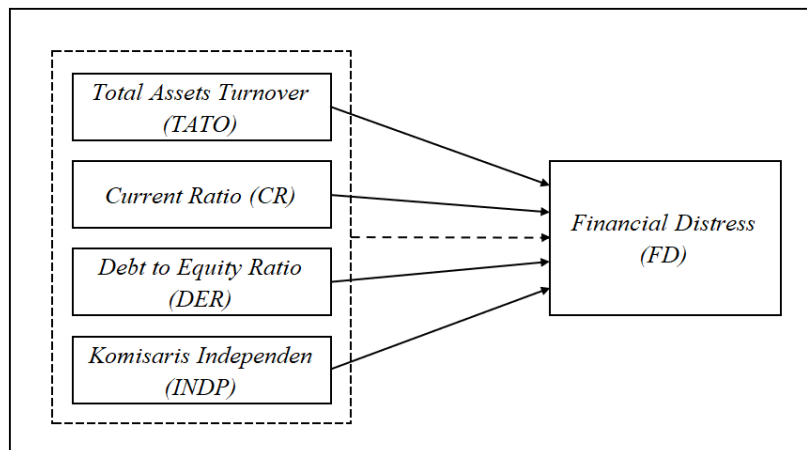 Total Assets Turnover
(TATO)
Current Ratio (CR)
Debt to Equity Ratio
(DER)
Komisaris Independen
(INDP)
Financial Distress
(FD)